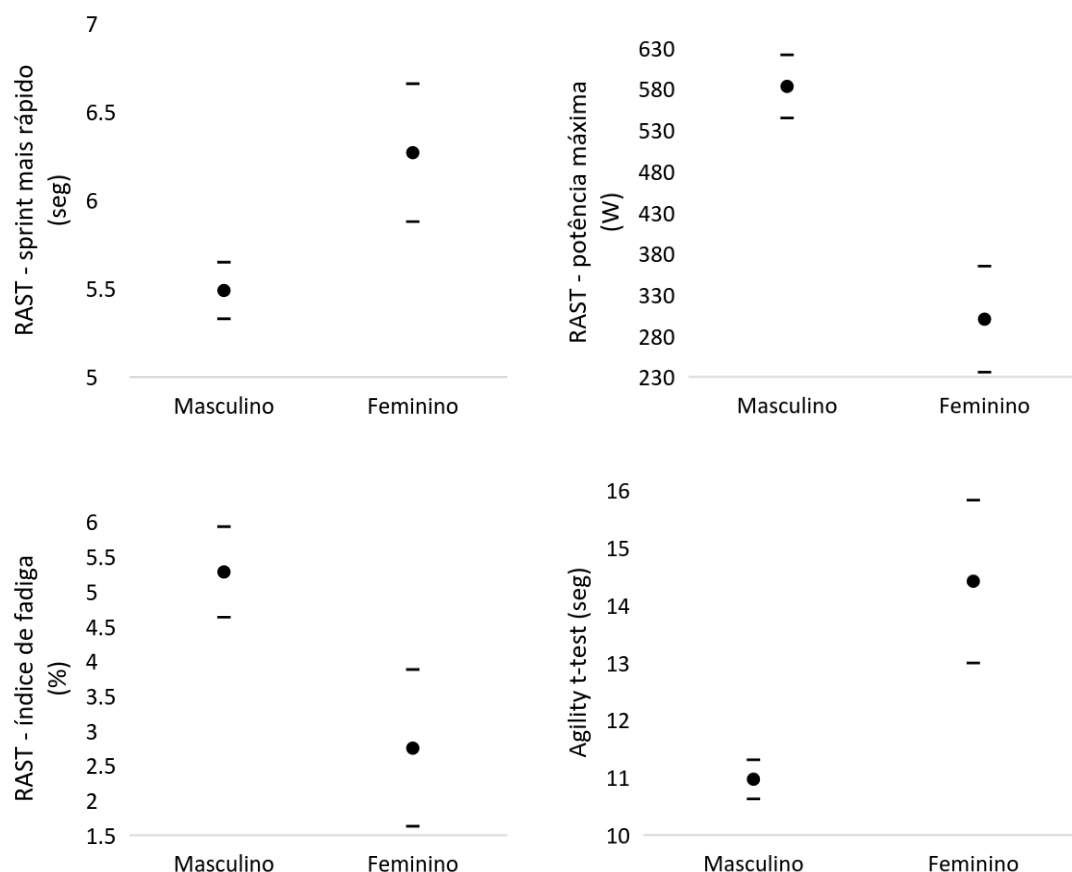 RAST - sprint mais rápido
(seg)
7
6.5
6
5.5
5
Masculino
Feminino
RAST - potência máxima
(W)
630
580
530
480
430
380
330
280
230
Masculino
Feminino
RAST - índice de fadiga
(%)
6
5.5
5
4.5
4
3.5
3
2.5
2
1.5
Masculino
Feminino
Agility t-test (seg)
16
15
14
13
12
11
10
Masculino
Feminino